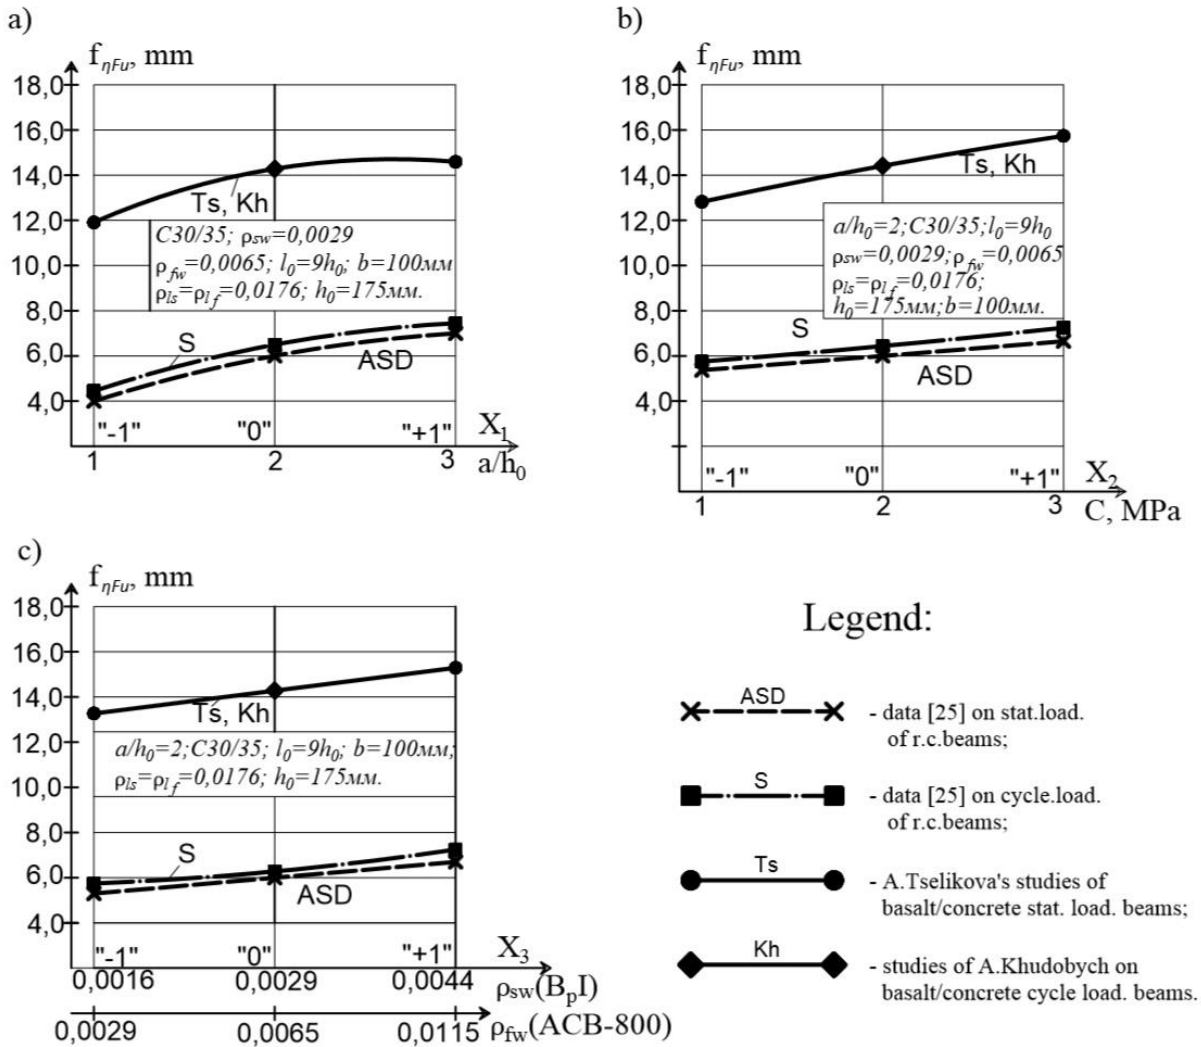 a)
f_ηFu, mm
18,0
16,0
14,0
12,0
10,0
8,0
6,0
4,0
Ts, Kh
C30/35; ρsw=0,0029
ρfw=0,0065; l0=9h0; b=100мм
ρls=ρlf=0,0176; h0=175мм.
S
ASD
"-1" "0" "+1" X1
1 2 3 a/h0
b)
f_ηFu, mm
18,0
16,0
14,0
12,0
10,0
8,0
6,0
4,0
Ts, Kh
a/h0=2;C30/35;l0=9h0
ρsw=0,0029;ρfw=0,0065
ρls=ρlf=0,0176;
h0=175мм;b=100мм.
S
ASD
"-1" "0" "+1" X2
1 2 3 C, MPa
c)
f_ηFu, mm
18,0
16,0
14,0
12,0
10,0
8,0
6,0
4,0
Ts, Kh
a/h0=2;C30/35; l0=9h0; b=100мм;
ρls=ρlf=0,0176; h0=175мм.
S
ASD
"-1" "0" "+1" X3
0,0016 0,0029 0,0044 ρsw(BpI)
0,0029 0,0065 0,0115 ρfw(ACB-800)
Legend:
ASD - data [25] on stat.load.
of r.c.beams;
S - data [25] on cycle.load.
of r.c.beams;
Ts - A.Tselikova's studies of
basalt/concrete stat. load. beams;
Kh - studies of A.Khudobych on
basalt/concrete cycle load. beams.